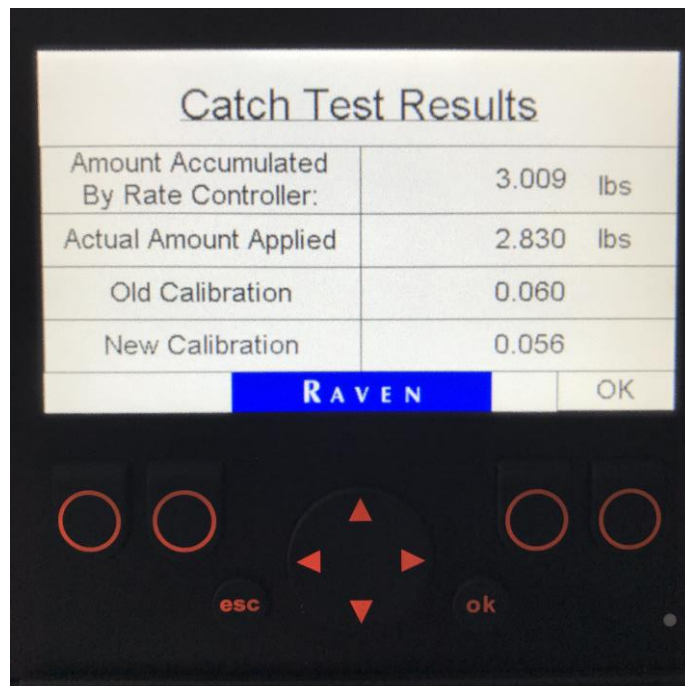 Catch Test Results
Amount Accumulated
By Rate Controller:
3.009 lbs
Actual Amount Applied 2.830 lbs
Old Calibration 0.060
New Calibration 0.056
RAVEN OK
esc ok